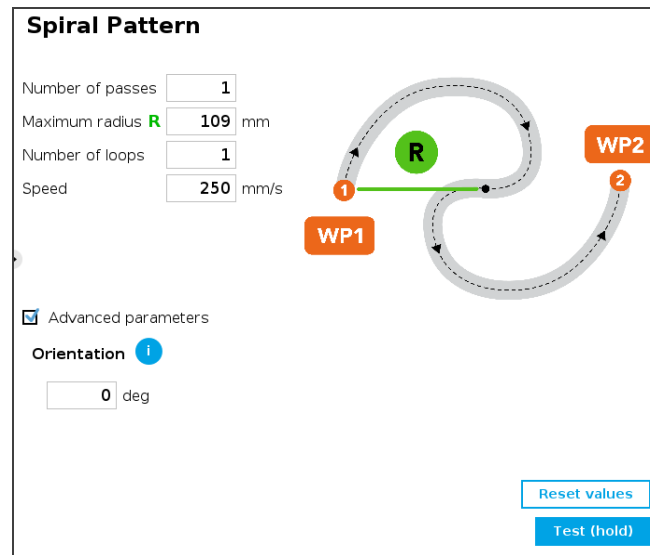 Spiral Pattern
Number of passes 1
Maximum radius R 109 mm
Number of loops 1
Speed 250 mm/s
R
WP2
1
2
WP1
Advanced parameters
Orientation i
0 deg
Reset values
Test (hold)